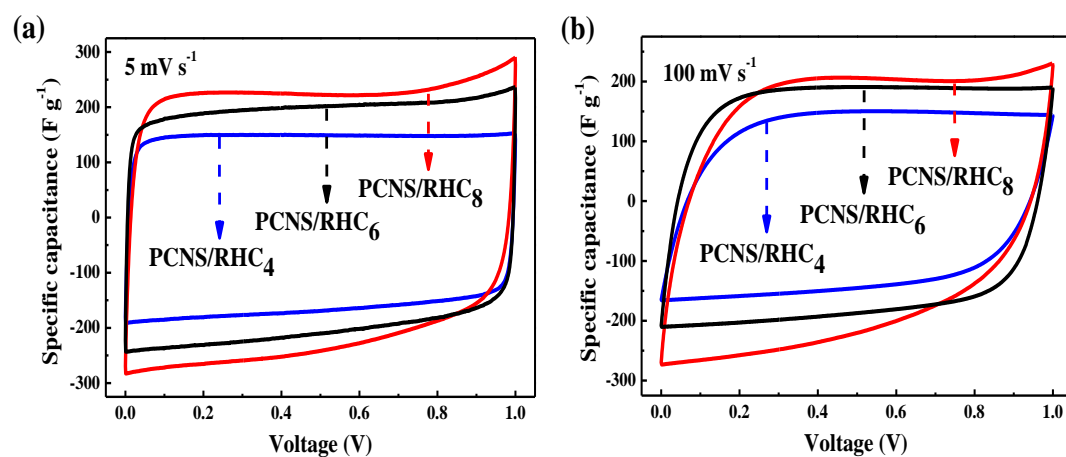 (a)
5 mV s⁻¹
Specific capacitance (F g⁻¹)
300
200
100
0
-100
-200
-300
PCNS/RHC₈
PCNS/RHC₆
PCNS/RHC₄
0.0 0.2 0.4 0.6 0.8 1.0
Voltage (V)
(b)
100 mV s⁻¹
Specific capacitance (F g⁻¹)
300
200
100
0
-100
-200
-300
PCNS/RHC₈
PCNS/RHC₆
PCNS/RHC₄
0.0 0.2 0.4 0.6 0.8 1.0
Voltage (V)